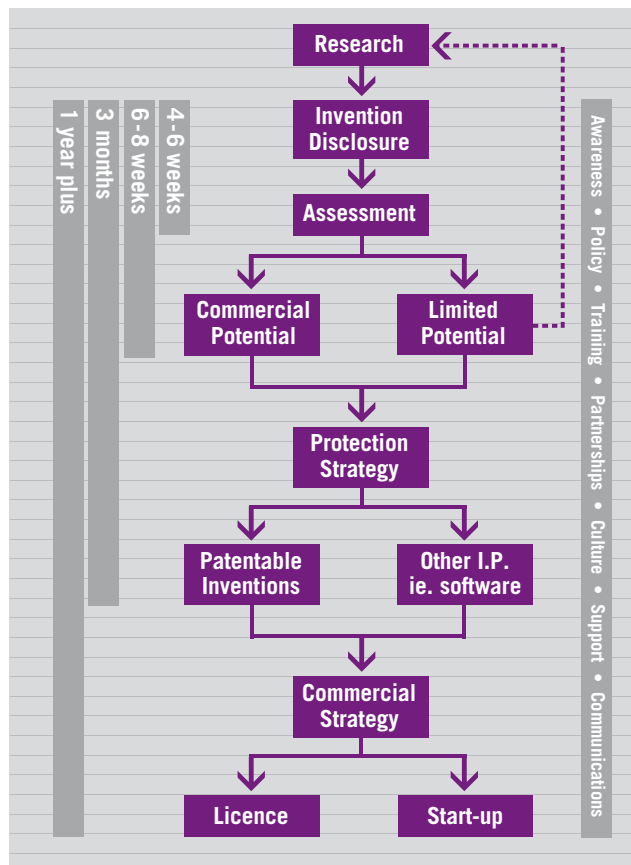 Research
Invention
Disclosure
Assessment
Commercial
Potential
Limited
Potential
Protection
Strategy
Patentable
Inventions
Other I.P.
ie. software
Commercial
Strategy
Licence
Start-up
1 year plus
3 months
6-8 weeks
4-6 weeks
Awareness • Policy • Training • Partnerships • Culture • Support • Communications